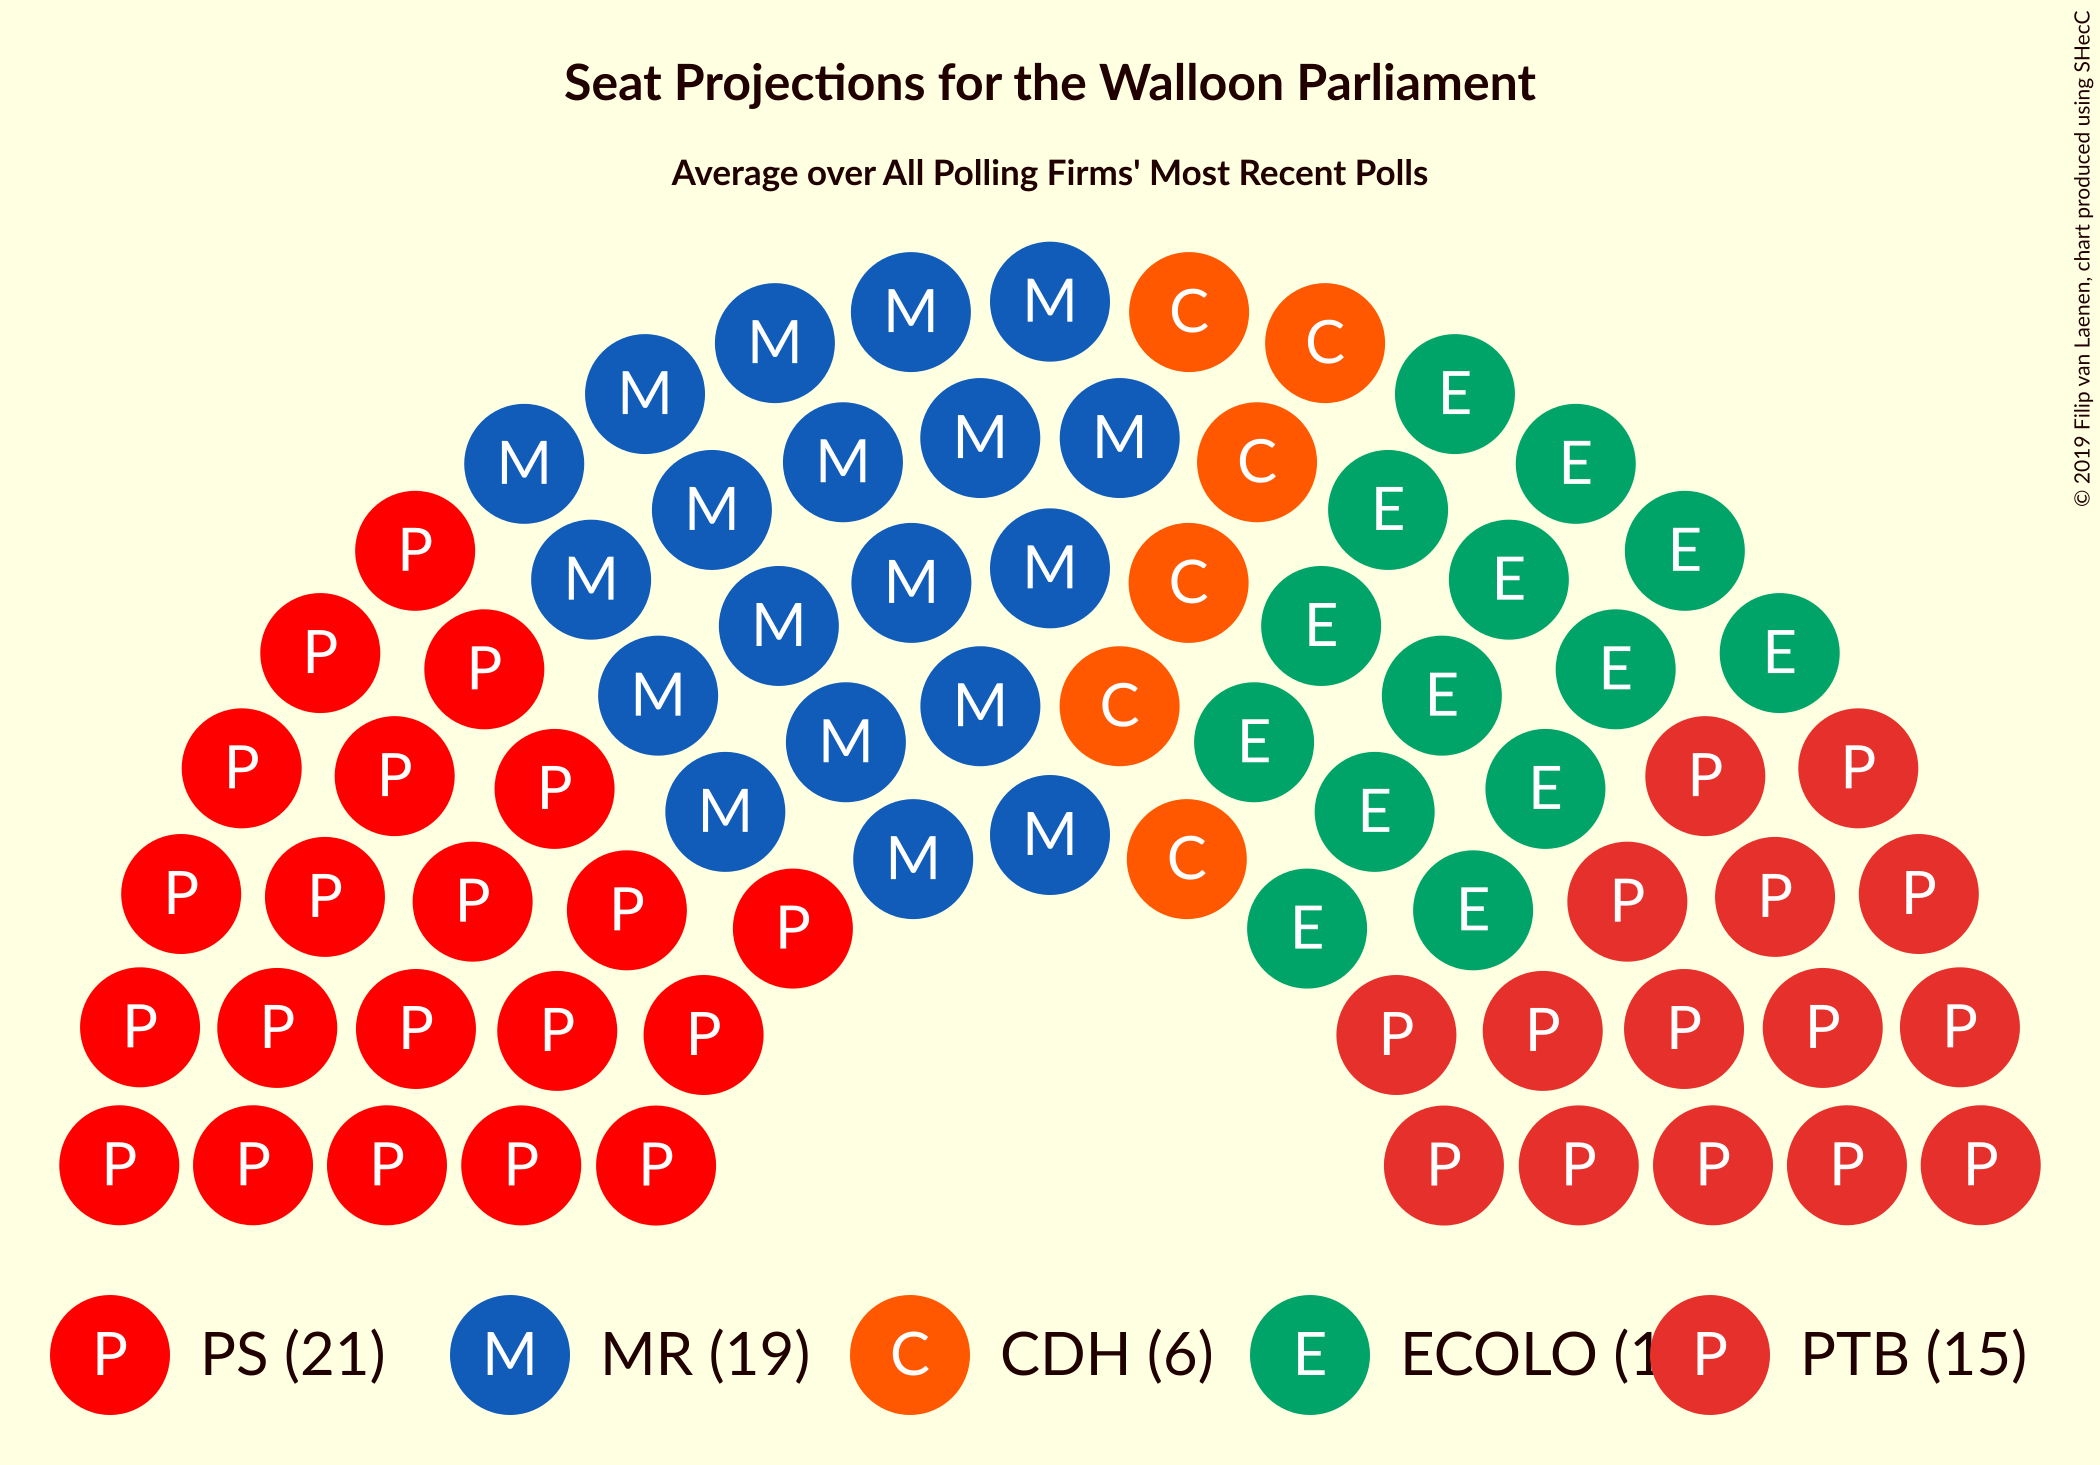 Seat Projections for the Walloon Parliament
Average over All Polling Firms' Most Recent Polls
© 2019 Filip van Laenen, chart produced using SHecC
M M M C C
M M E E
M M M C
P M M E E E
M M M C E E
P P M M E E E
M M C E
P P P M M E E P P
P P P P P M M C E E P P P
P P P P P P P P P P
P P P P P P P P P P
P PS (21) M MR (19) C CDH (6) E ECOLO (1 P PTB (15)